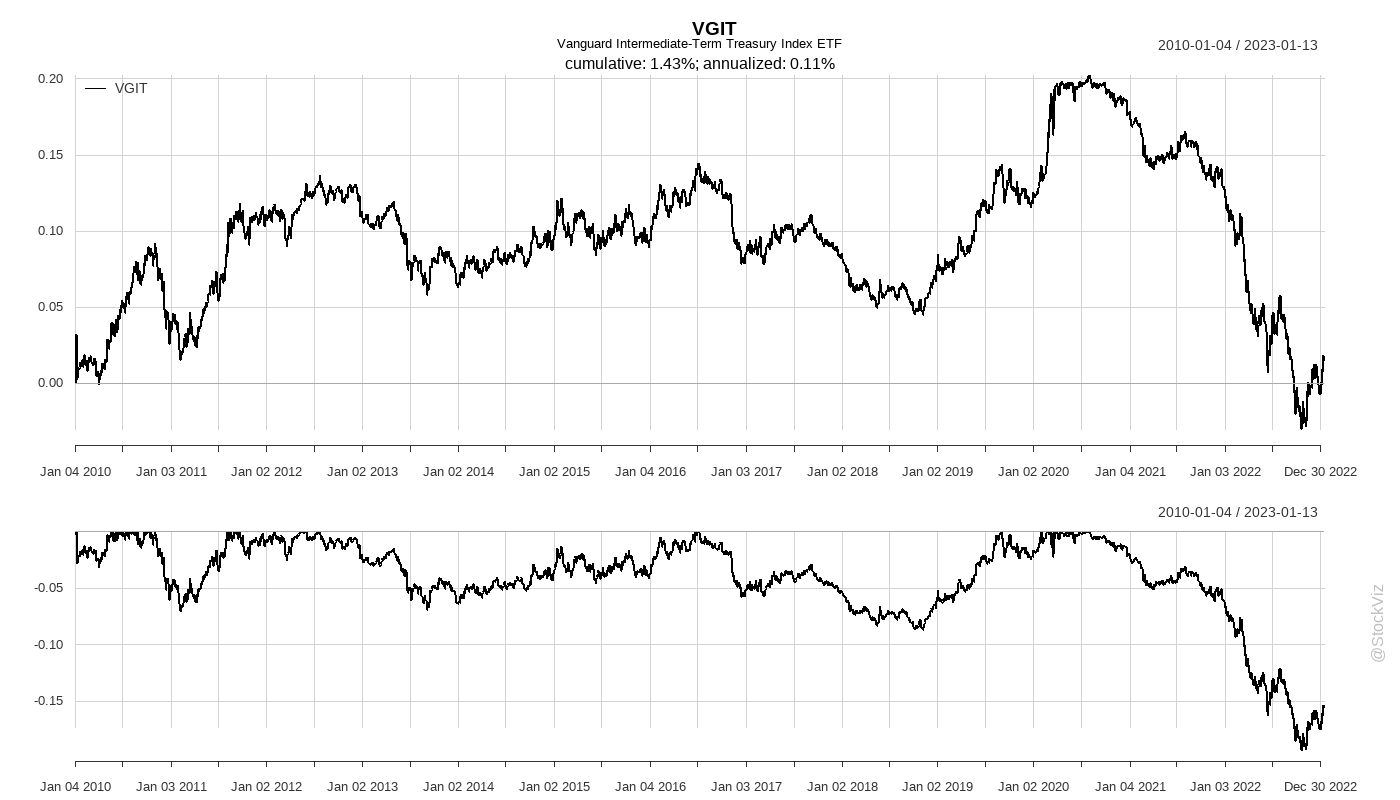 VGIT
Vanguard Intermediate-Term Treasury Index ETF
cumulative: 1.43%; annualized: 0.11%
2010-01-04 / 2023-01-13
VGIT
0.20
0.15
0.10
0.05
0.00
Jan 04 2010 Jan 03 2011 Jan 02 2012 Jan 02 2013 Jan 02 2014 Jan 02 2015 Jan 04 2016 Jan 03 2017 Jan 02 2018 Jan 02 2019 Jan 02 2020 Jan 04 2021 Jan 03 2022 Dec 30 2022
2010-01-04 / 2023-01-13
-0.05
-0.10
-0.15
Jan 04 2010 Jan 03 2011 Jan 02 2012 Jan 02 2013 Jan 02 2014 Jan 02 2015 Jan 04 2016 Jan 03 2017 Jan 02 2018 Jan 02 2019 Jan 02 2020 Jan 04 2021 Jan 03 2022 Dec 30 2022
@StockViz